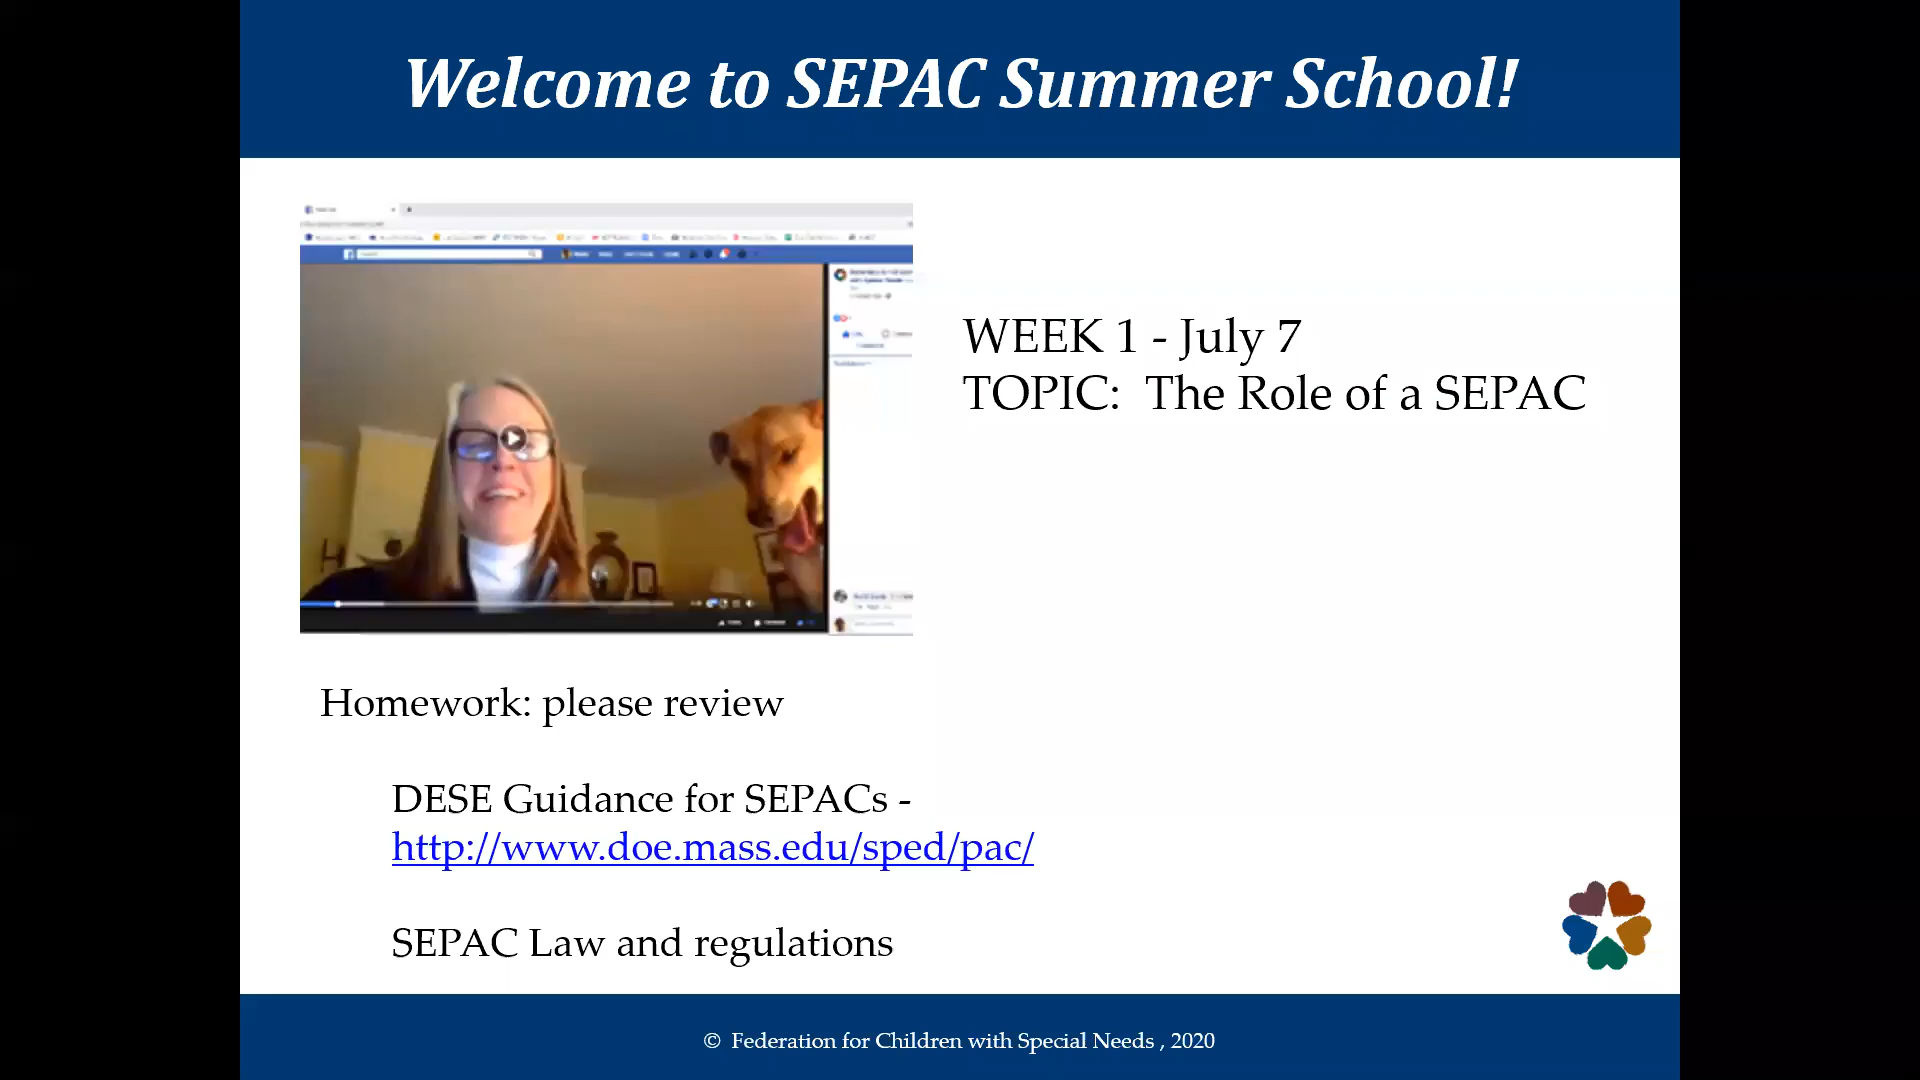 Welcome to SEPAC Summer School!
WEEK 1 - July 7
TOPIC:  The Role of a SEPAC
Homework: please review
DESE Guidance for SEPACs -
http://www.doe.mass.edu/sped/pac/
SEPAC Law and regulations
© Federation for Children with Special Needs , 2020